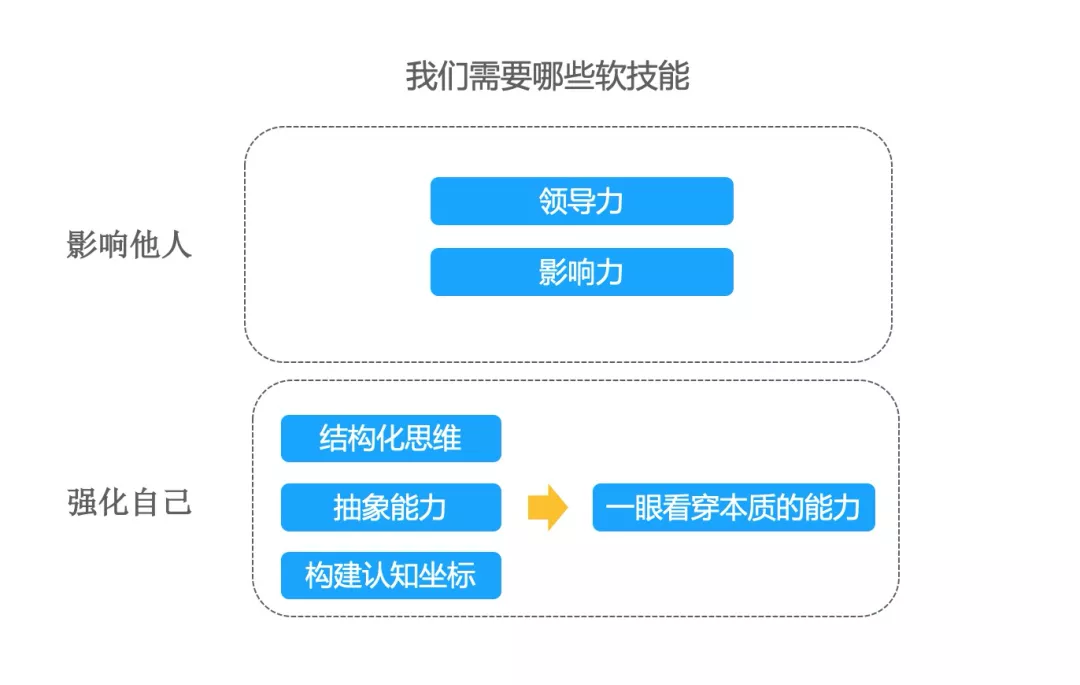 我们需要哪些软技能
影响他人
领导力
影响力
强化自己
结构化思维
抽象能力
一眼看穿本质的能力
构建认知坐标